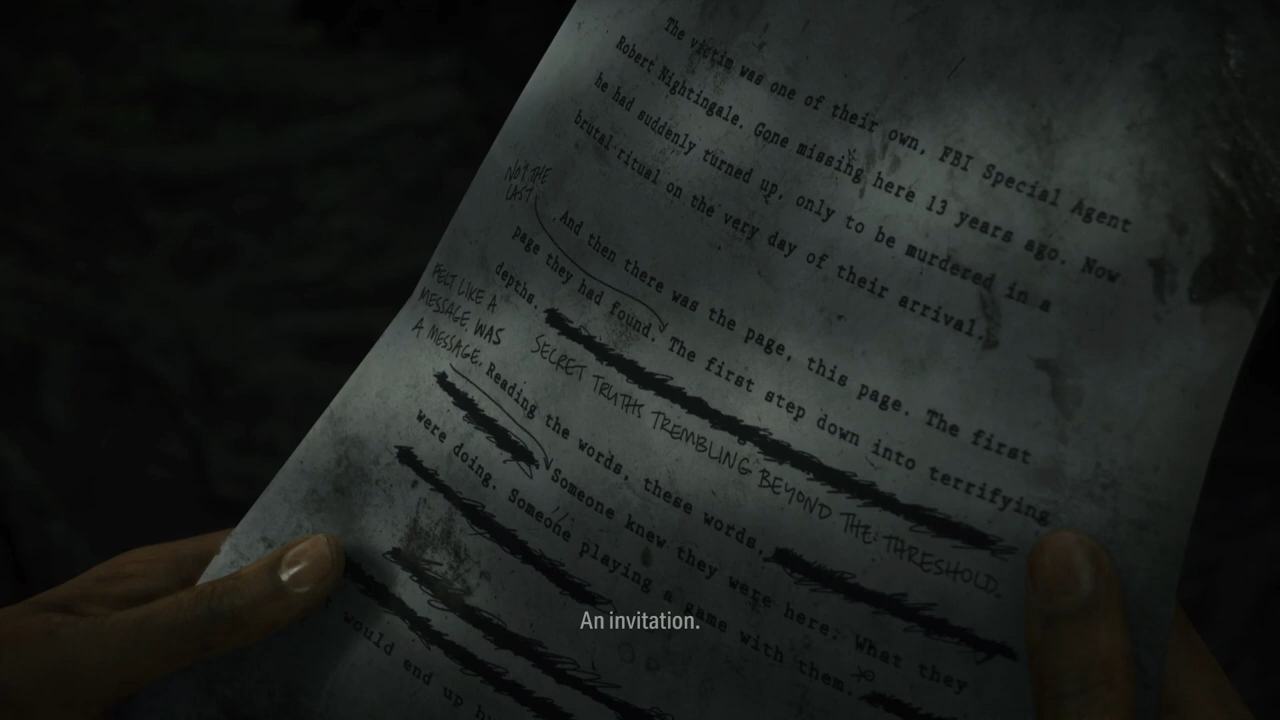 The victim was one of their own, FBI Special Agent
Robert Nightingale. Gone missing here 13 years ago. Now
he had suddenly turned up, only to be murdered in a
brutal ritual on the very day of their arrival.
NOT THE
LAST
And then there was the page, this page. The first
page they had found. The first step down into terrifying
depths.
SECRET TRUTHS TREMBLING BEYOND THE THRESHOLD.
FELT LIKE A
MESSAGE, WAS
A MESSAGE.
Reading the words, these words,
Someone knew they were here. What they
were doing. Someone playing a game with them.
would end up
An invitation.